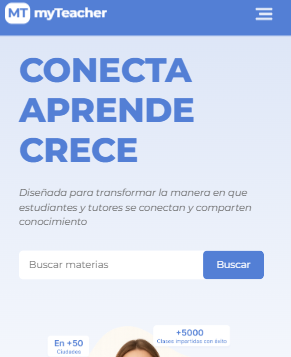 MT myTeacher
CONECTA
APRENDE
CRECE
Diseñada para transformar la manera en que
estudiantes y tutores se conectan y comparten
conocimiento
Buscar materias
Buscar
+5000
Clases impartidas con éxito
En +50
Ciudades